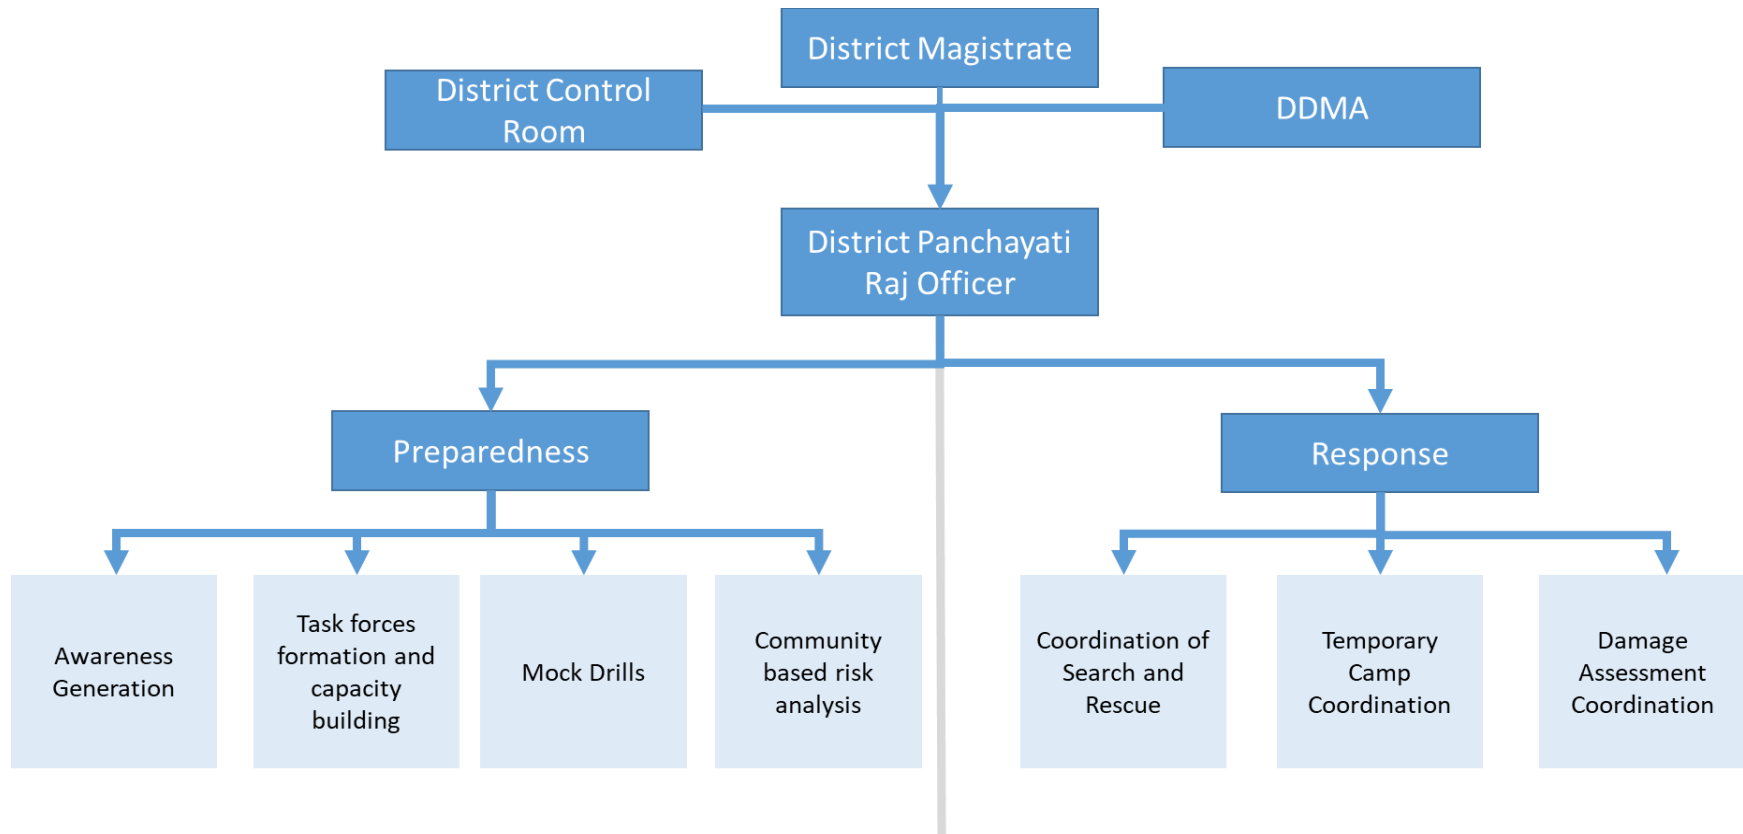 District Magistrate
District Control
Room
DDMA
District Panchayati
Raj Officer
Preparedness
Response
Awareness
Generation
Task forces
formation and
capacity
building
Mock Drills
Community
based risk
analysis
Coordination of
Search and
Rescue
Temporary
Camp
Coordination
Damage
Assessment
Coordination